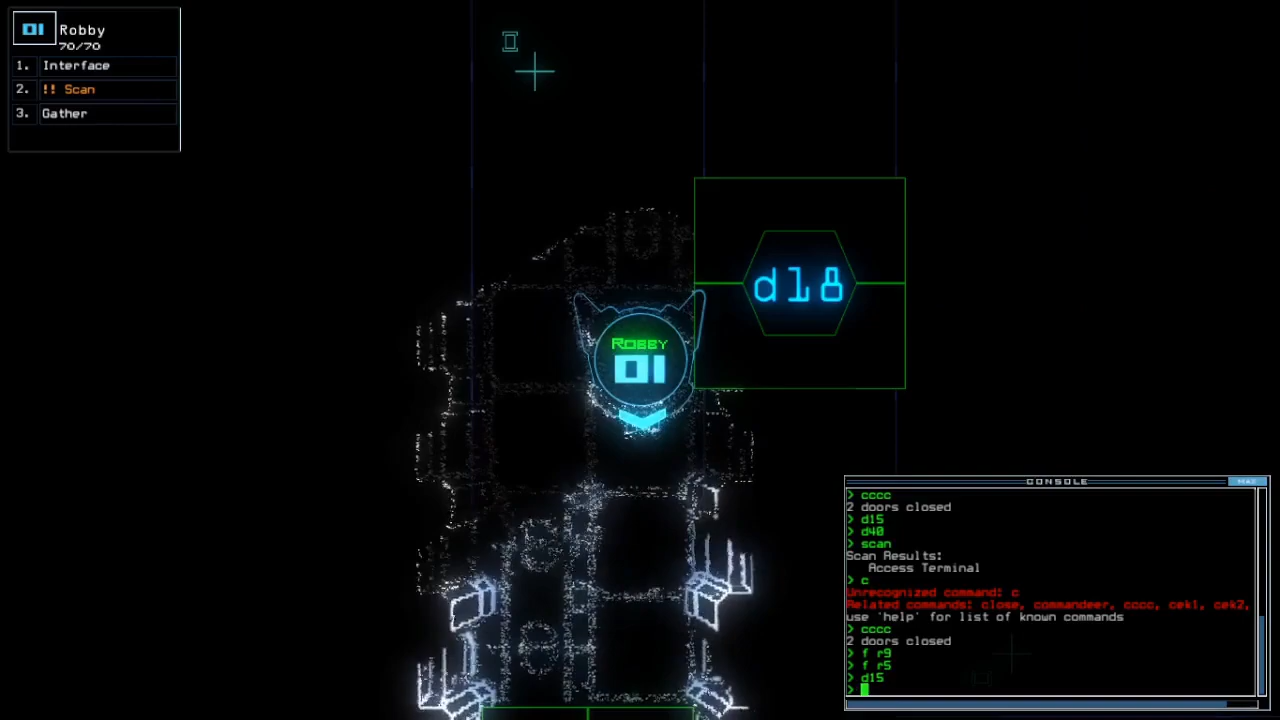 01 Robby
70/70
1. Interface
2. !! Scan
3. Gather
d18
Robby
01
CONSOLE
> cccc
2 doors closed
> d15
> d40
> scan
Scan Results:
Access Terminal
> c
Unrecognized command: c
Related commands: close, commandeer, cccc, cek1, cek2,
use 'help' for list of known commands
> cccc
2 doors closed
> f r9
> f r5
> d15
>